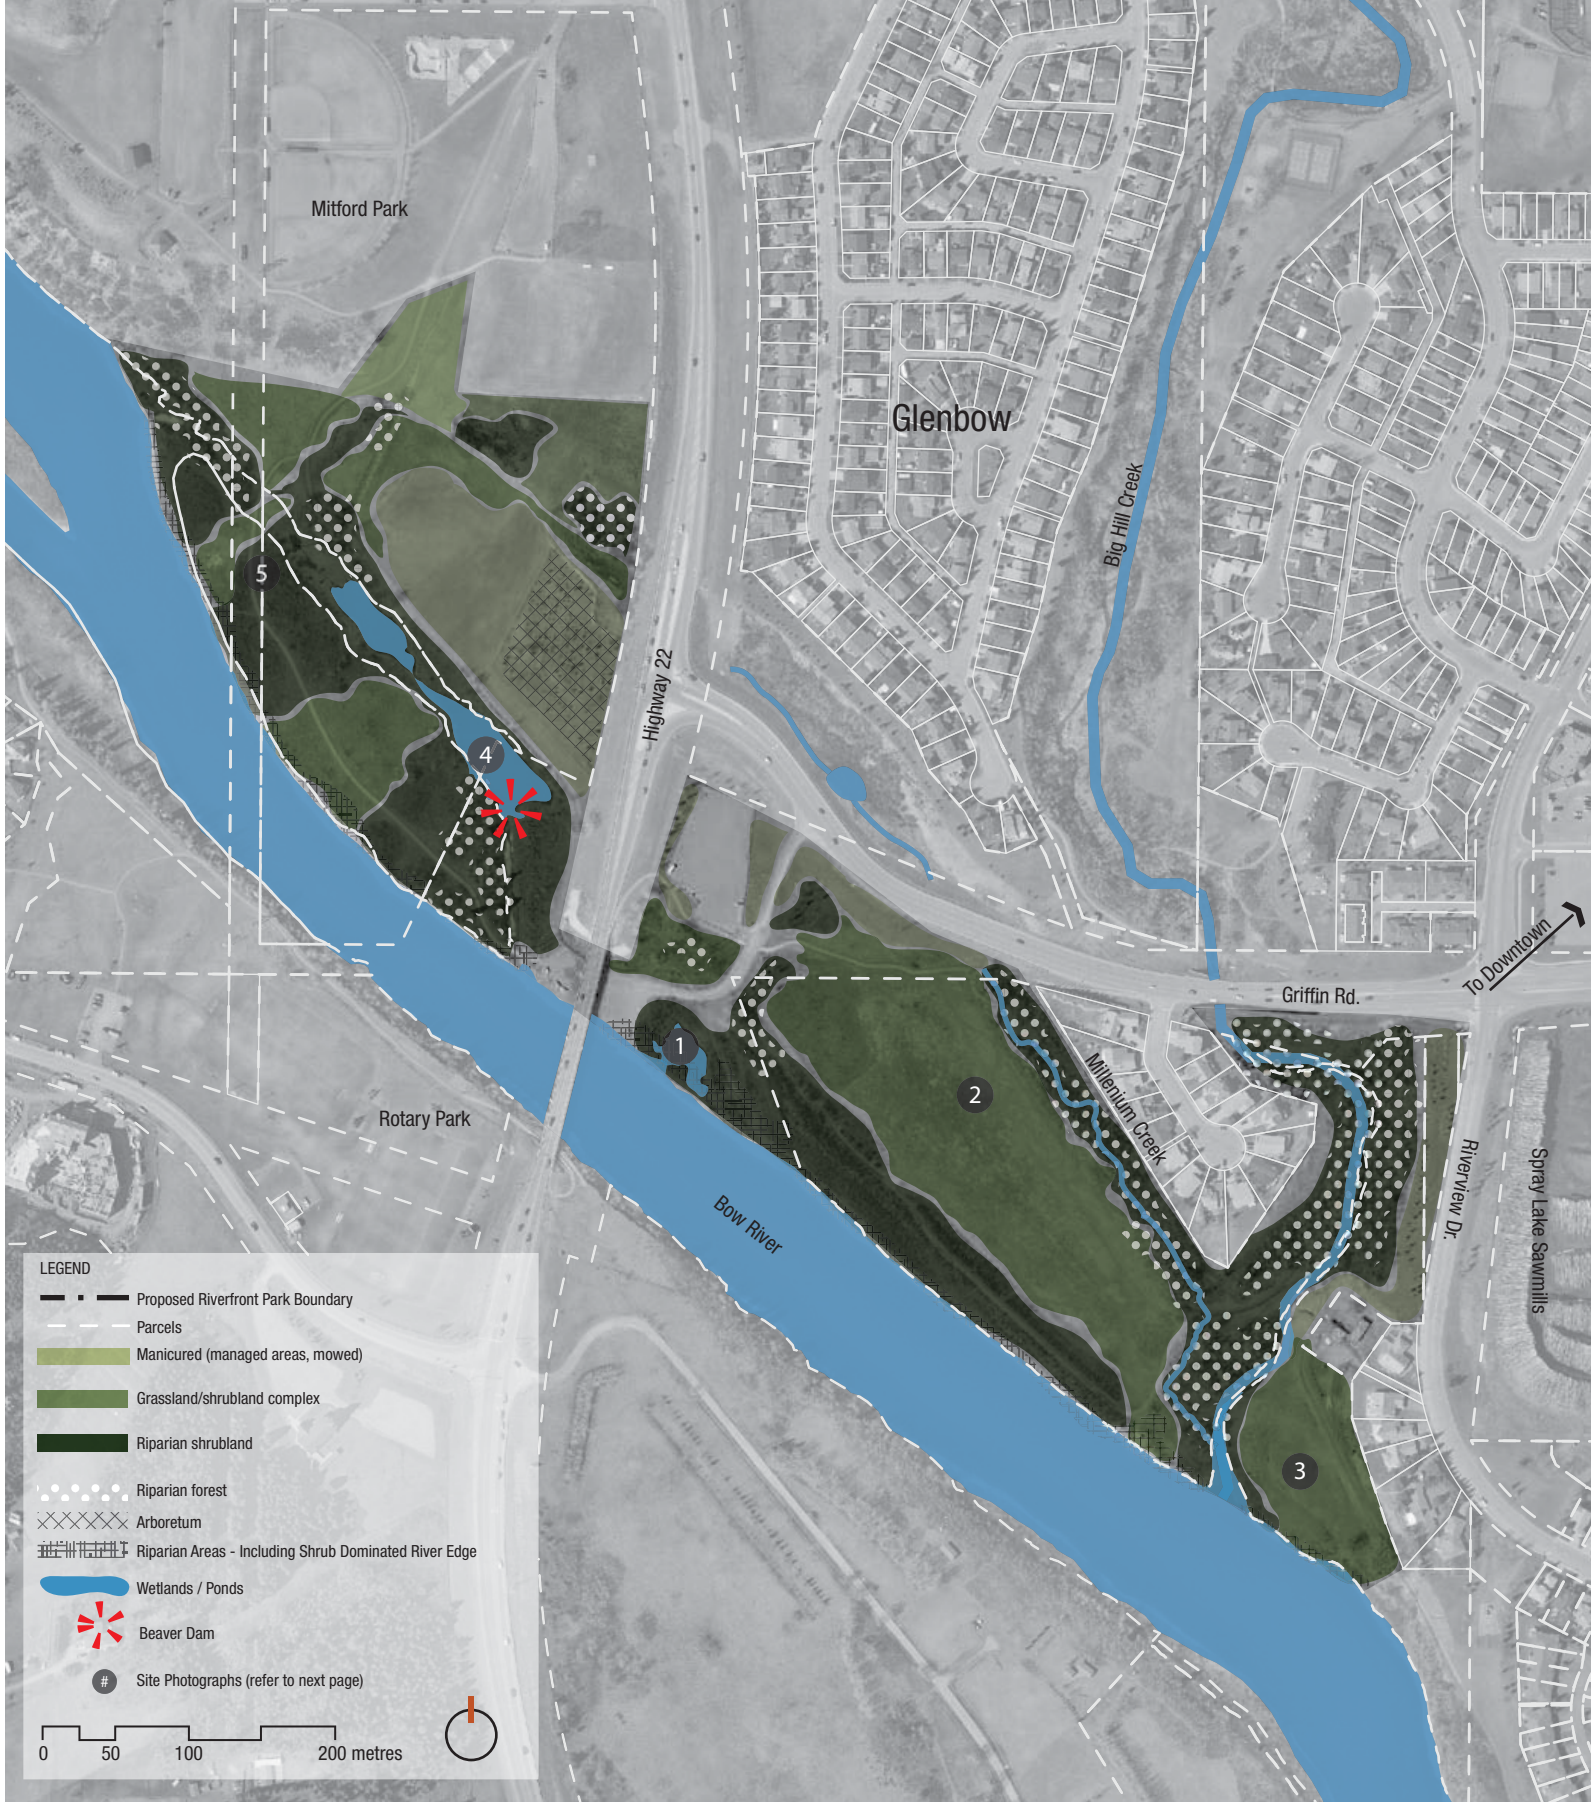 Mitford Park
Glenbow
Big Hill Creek
5
Highway 22
4
To Downtown
Griffin Rd.
1
2
Millenium Creek
Rotary Park
Riverview Dr.
Spray Lake Sawmills
Bow River
3
LEGEND
Proposed Riverfront Park Boundary
Parcels
Manicured (managed areas, mowed)
Grassland/shrubland complex
Riparian shrubland
Riparian forest
Arboretum
Riparian Areas - Including Shrub Dominated River Edge
Wetlands / Ponds
Beaver Dam
# Site Photographs (refer to next page)
0 50 100 200 metres